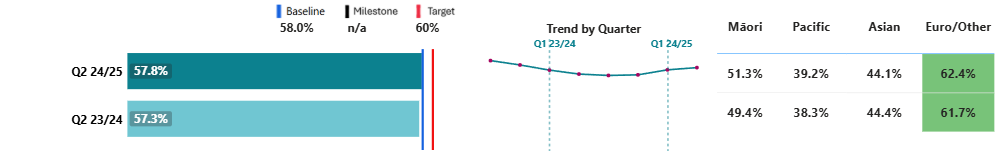 Baseline Milestone Target
58.0% n/a 60%
Trend by Quarter
Q1 23/24 Q1 24/25
Māori Pacific Asian Euro/Other
Q2 24/25 57.8% 51.3% 39.2% 44.1% 62.4%
Q2 23/24 57.3% 49.4% 38.3% 44.4% 61.7%